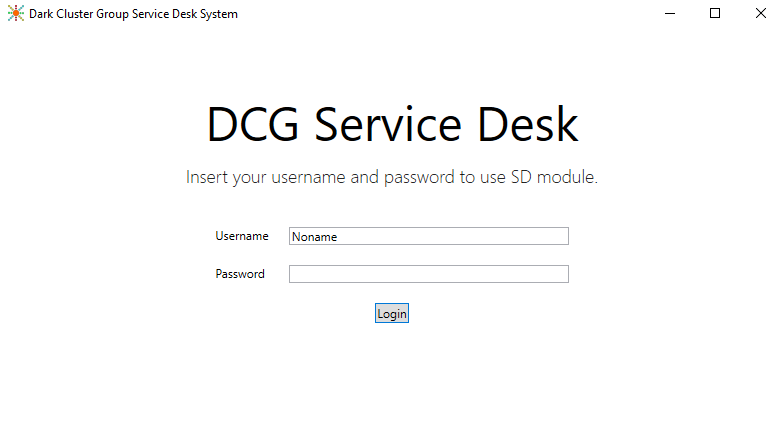 Dark Cluster Group Service Desk System
DCG Service Desk
Insert your username and password to use SD module.
Username Noname
Password
Login